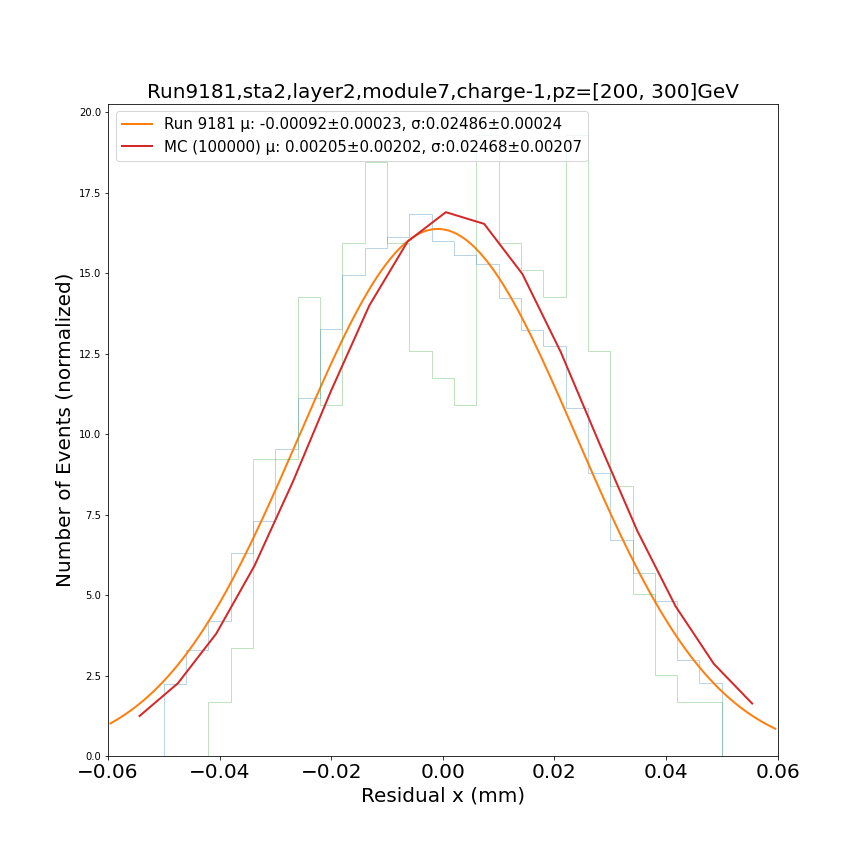 Run9181,sta2,layer2,module7,charge-1,pz=[200, 300]GeV
Run 9181 μ: -0.00092±0.00023, σ:0.02486±0.00024
MC (100000) μ: 0.00205±0.00202, σ:0.02468±0.00207
Number of Events (normalized)
20.0
17.5
15.0
12.5
10.0
7.5
5.0
2.5
0.0
−0.06 −0.04 −0.02 0.00 0.02 0.04 0.06
Residual x (mm)